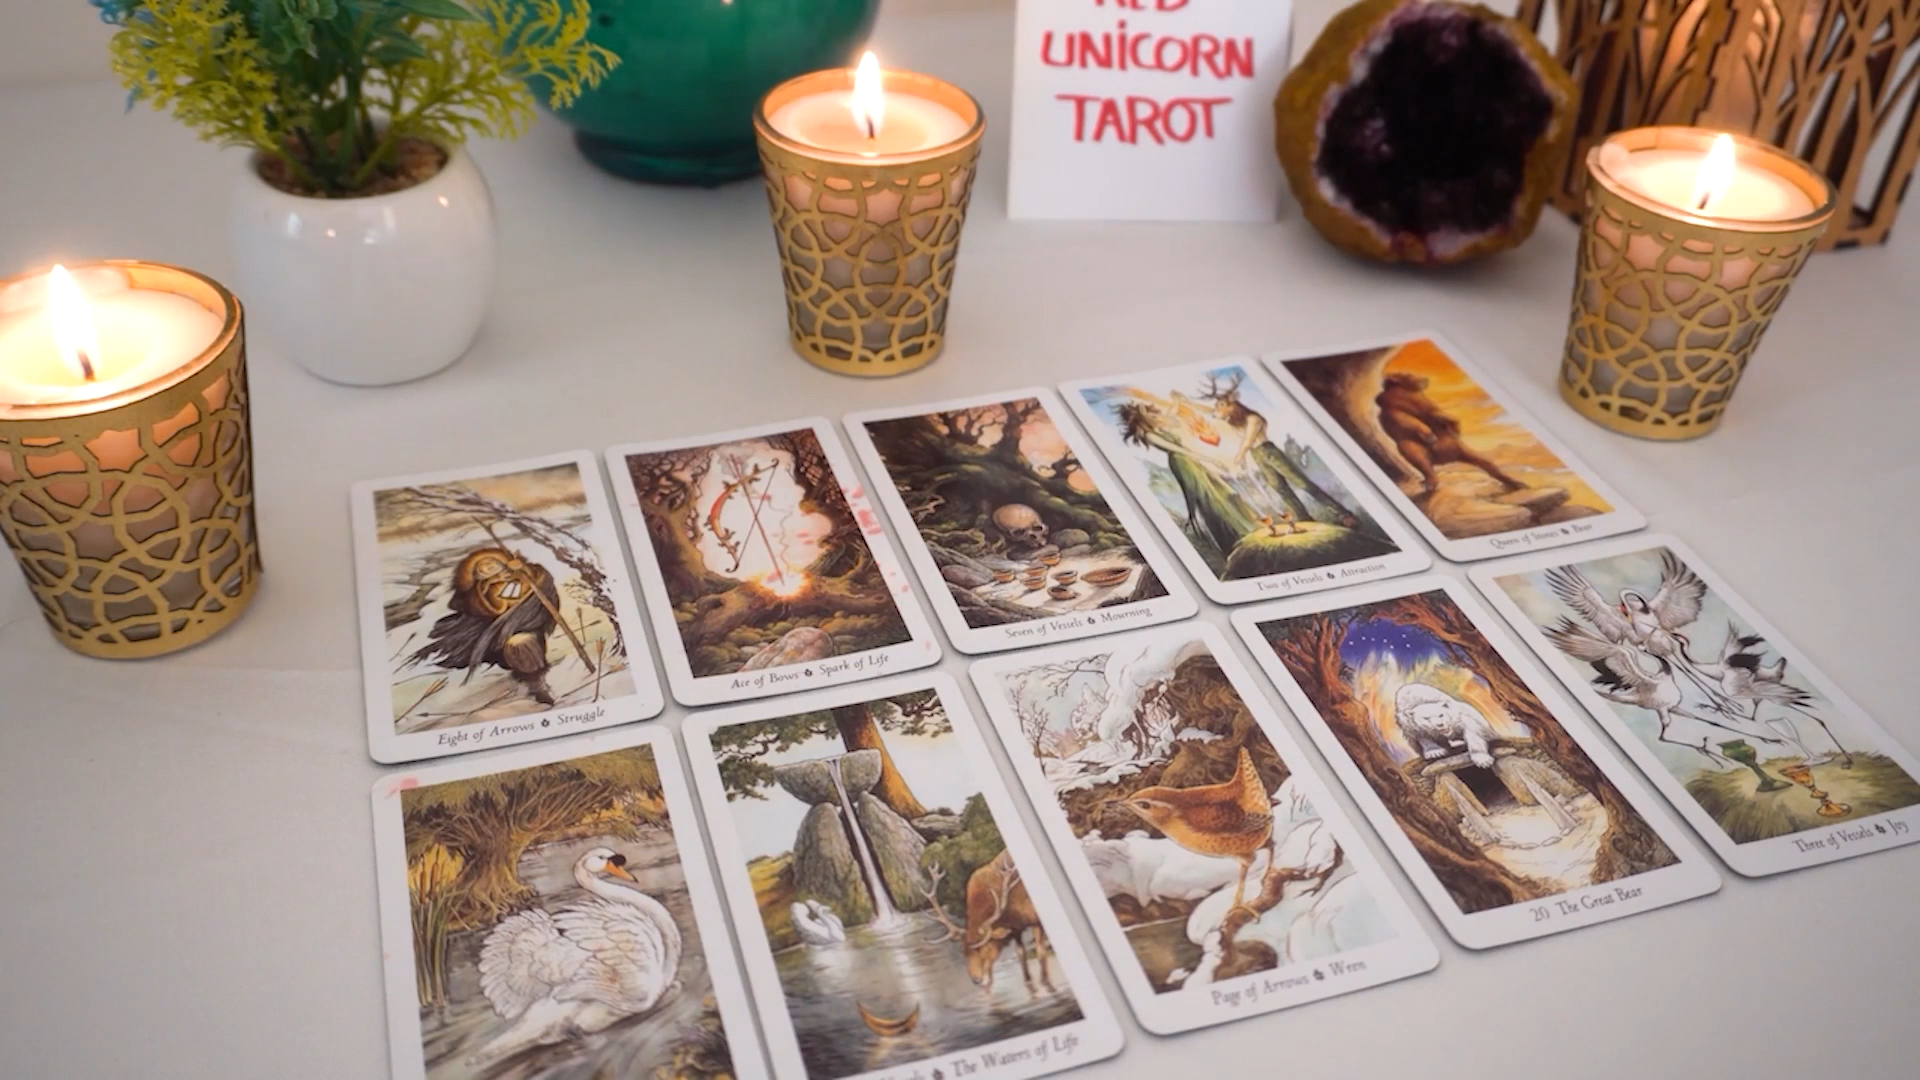 RED
UNICORN
TAROT
Eight of Arrows Struggle
Ace of Bows Spark of Life
Seven of Vessels Mourning
Two of Vessels Attraction
Queen of Stones Bear
The Waters of Life
Page of Arrows Wren
20 The Great Bear
Three of Vessels Joy